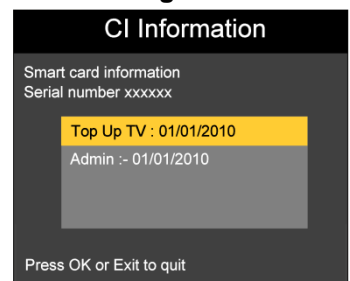 CI Information
Smart card information
Serial number xxxxxx
Top Up TV : 01/01/2010
Admin :- 01/01/2010
Press OK or Exit to quit